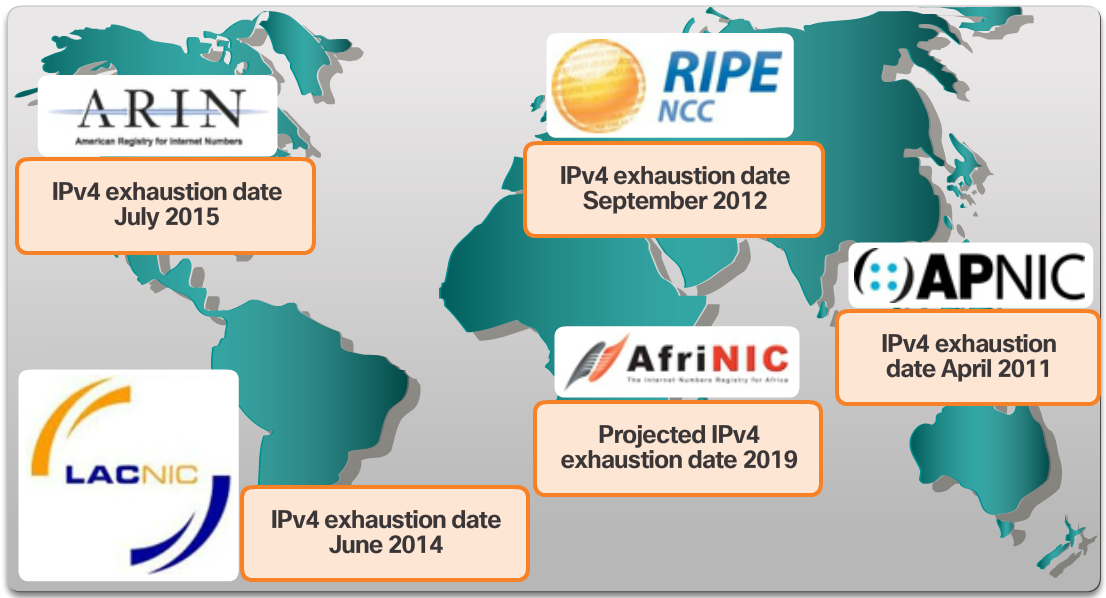 ARIN
American Registry for Internet Numbers
IPv4 exhaustion date
July 2015
RIPE
NCC
IPv4 exhaustion date
September 2012
APNIC
IPv4 exhaustion
date April 2011
AfriNIC
The Internet Numbers Registry for Africa
Projected IPv4
exhaustion date 2019
LACNIC
IPv4 exhaustion date
June 2014